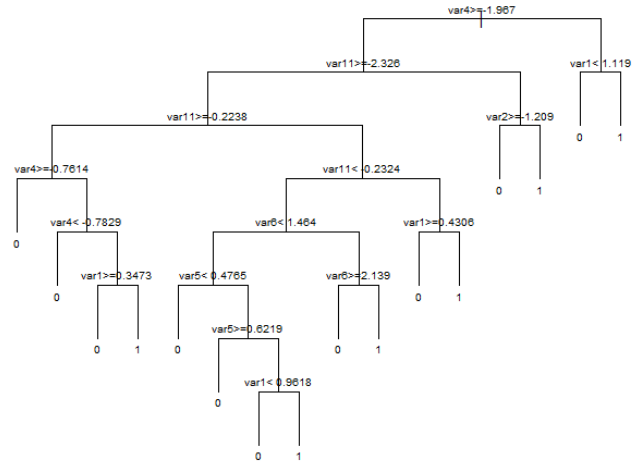 var4>=-1.967
var11>=-2.326 var1< 1.119
var11>=-0.2238 var2>=-1.209 0 1
var4>=-0.7614 var11< -0.2324 0 1
0 var4< -0.7829 var6< 1.464 var1>=0.4306
0 var1>=0.3473 var5< 0.4765 var6>=2.139 0 1
0 1 0 var5>=0.6219 0 1
0 var1< 0.9618
0 1